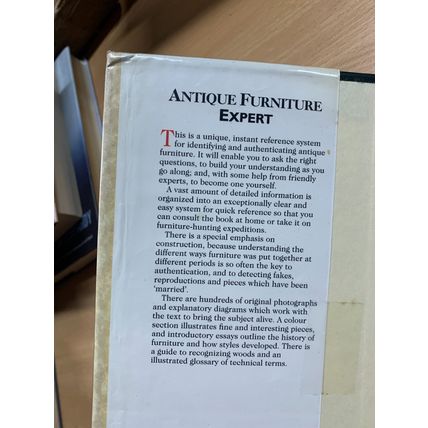 ANTIQUE FURNITURE
EXPERT
This is a unique, instant reference system
for identifying and authenticating antique
furniture. It will enable you to ask the right
questions, to build your understanding as you
go along; and, with some help from friendly
experts, to become one yourself.
A vast amount of detailed information is
organized into an exceptionally clear and
easy system for quick reference so that you
can consult the book at home or take it on
furniture-hunting expeditions.
There is a special emphasis on
construction, because understanding the
different ways furniture was put together at
different periods is so often the key to
authentication, and to detecting fakes,
reproductions and pieces which have been
'married'.
There are hundreds of original photographs
and explanatory diagrams which work with
the text to bring the subject alive. A colour
section illustrates fine and interesting pieces,
and introductory essays outline the history of
furniture and how styles developed. There is
a guide to recognizing woods and an
illustrated glossary of technical terms.